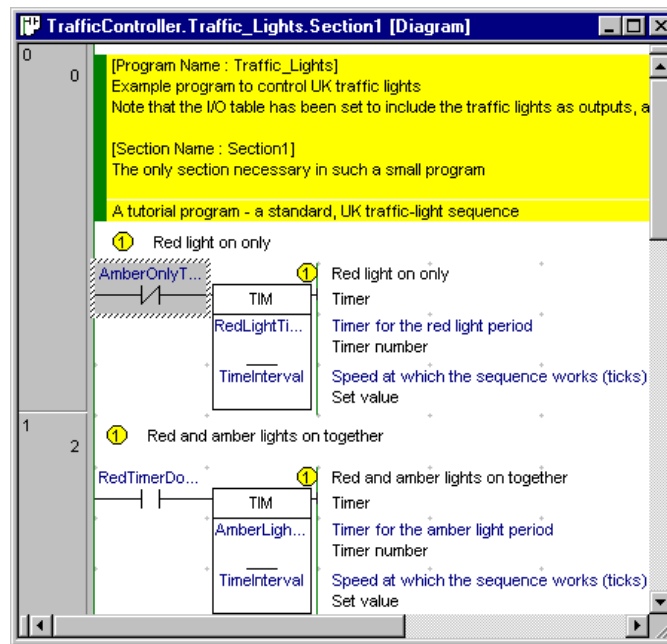 TrafficController.Traffic_Lights.Section1 [Diagram]
0
0
[Program Name : Traffic_Lights]
Example program to control UK traffic lights
Note that the I/O table has been set to include the traffic lights as outputs, a
[Section Name : Section1]
The only section necessary in such a small program
A tutorial program - a standard, UK traffic-light sequence
1 Red light on only
AmberOnlyT...
1 Red light on only
TIM Timer
RedLightTi... Timer for the red light period
Timer number
TimeInterval Speed at which the sequence works (ticks)
Set value
1
2
1 Red and amber lights on together
RedTimerDo...
1 Red and amber lights on together
TIM Timer
AmberLigh... Timer for the amber light period
Timer number
TimeInterval Speed at which the sequence works (ticks)
Set value